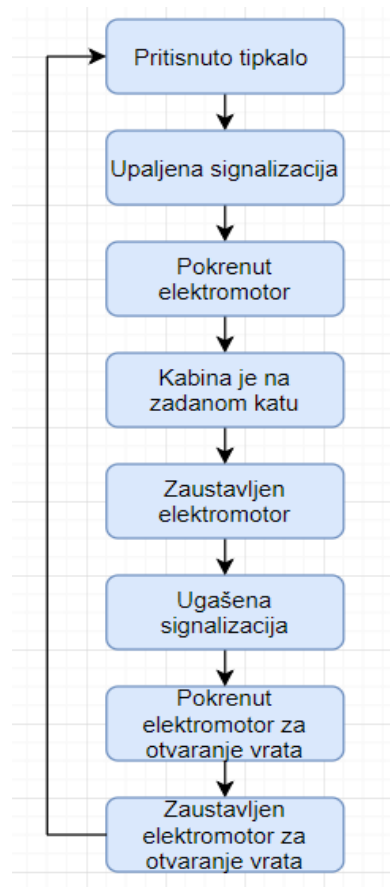 Pritisnuto tipkalo
Upaljena signalizacija
Pokrenut
elektromotor
Kabina je na
zadanom katu
Zaustavljen
elektromotor
Ugašena
signalizacija
Pokrenut
elektromotor za
otvaranje vrata
Zaustavljen
elektromotor za
otvaranje vrata